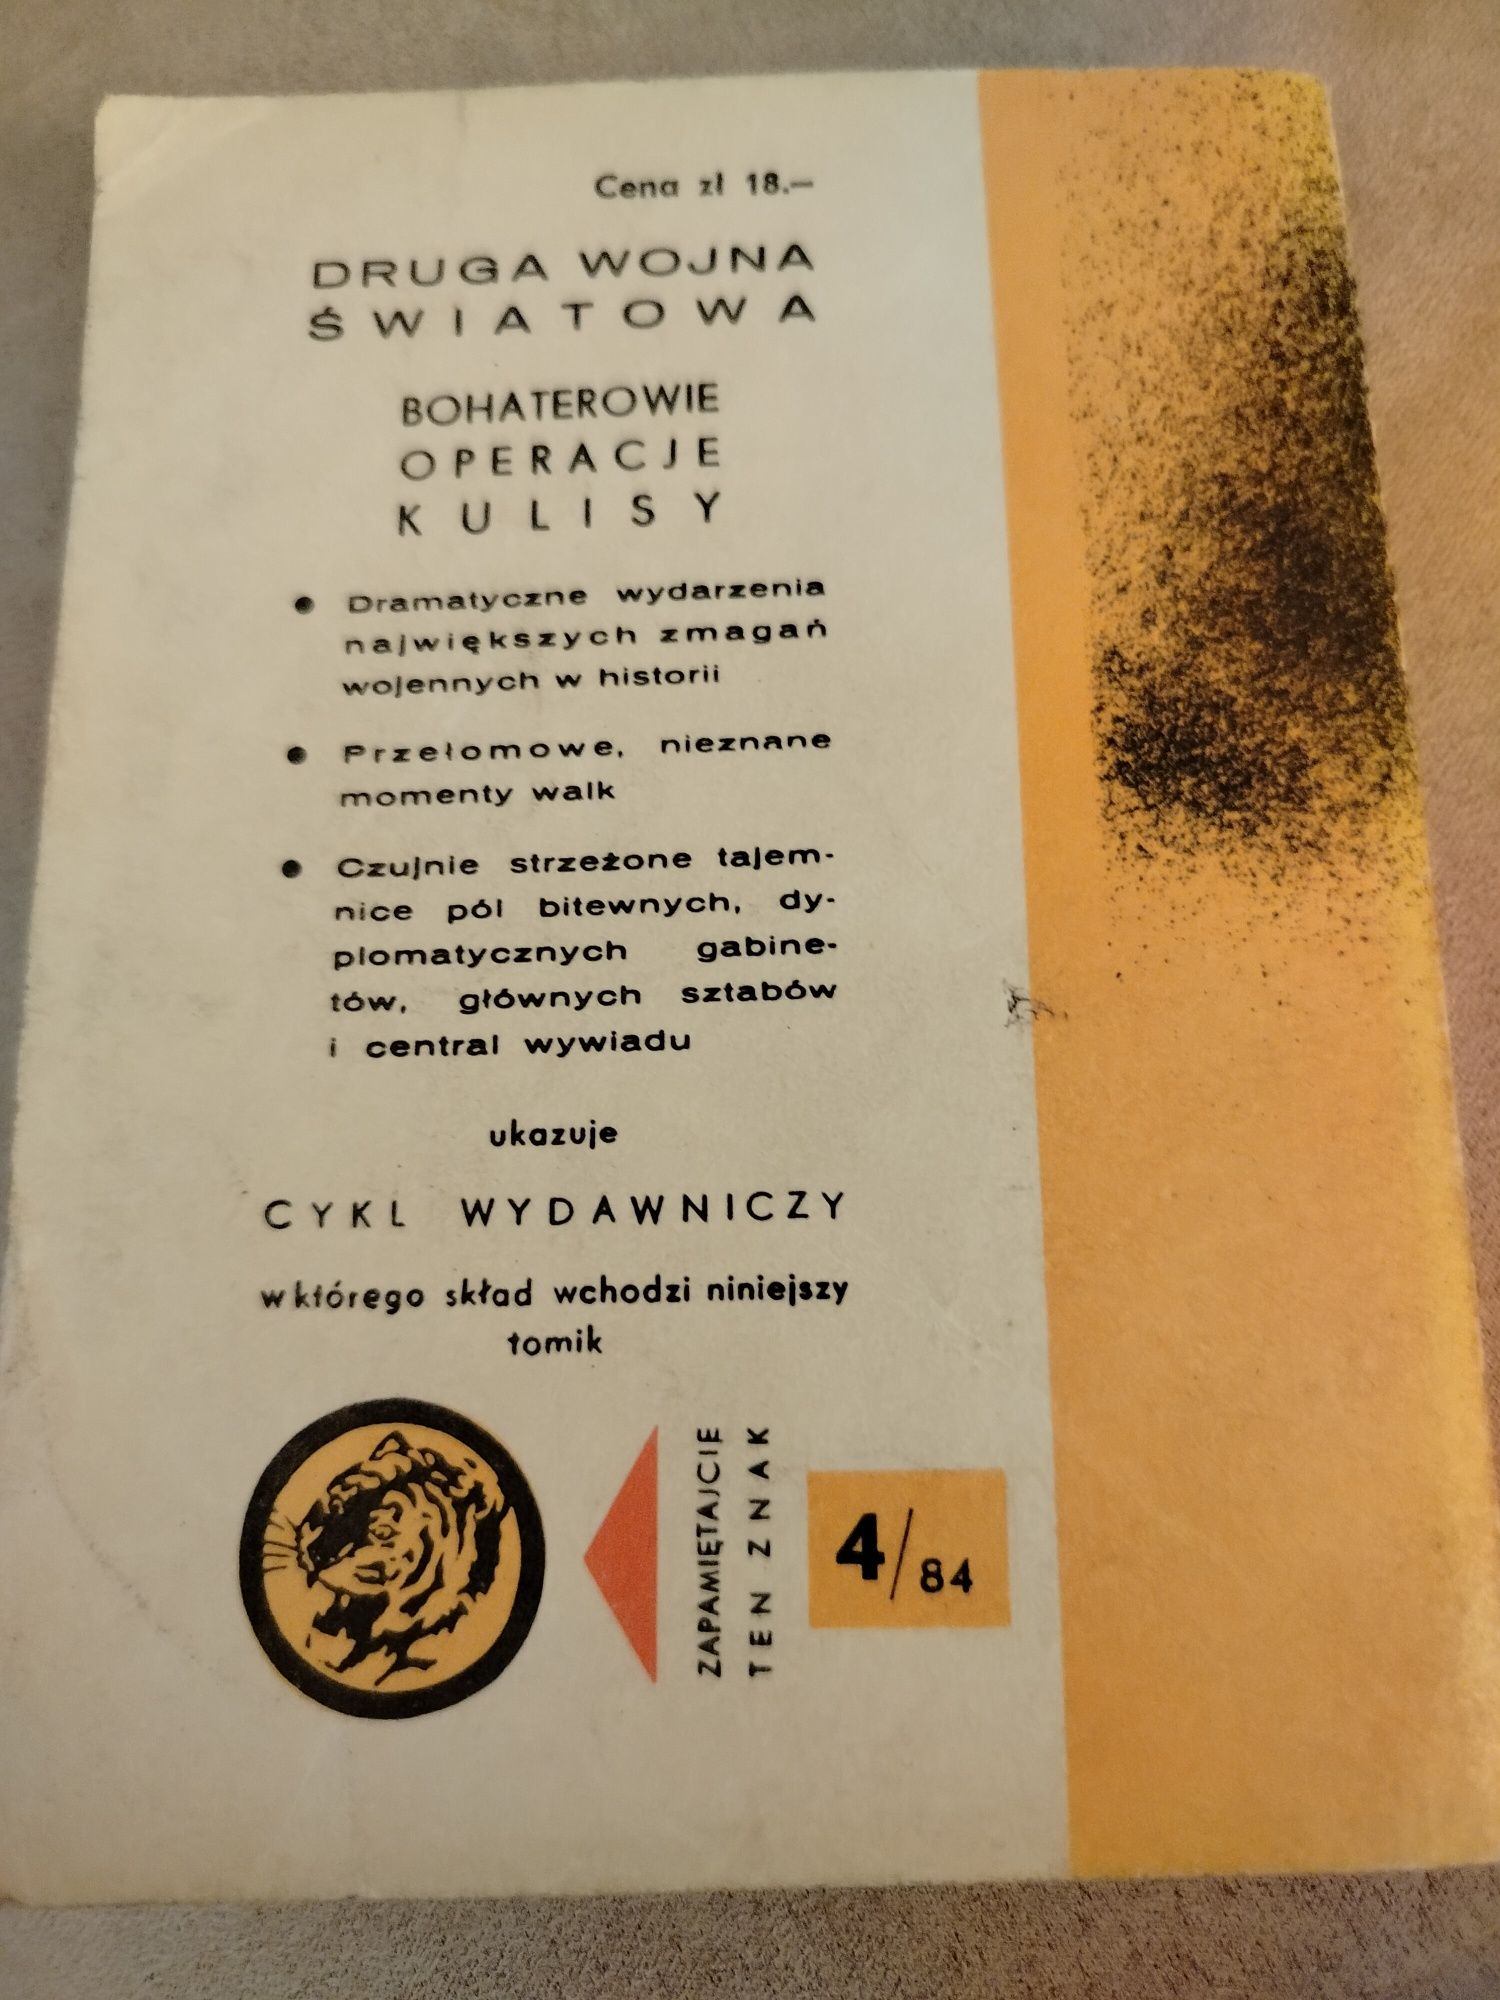 Cena zł 18.—
DRUGA WOJNA
ŚWIATOWA
BOHATEROWIE
OPERACJE
KULISY
● Dramatyczne wydarzenia
największych zmagań
wojennych w historii
● Przełomowe, nieznane
momenty walk
● Czujnie strzeżone tajem-
nice pól bitewnych, dy-
plomatycznych gabine-
tów, głównych sztabów
i central wywiadu
ukazuje
CYKL WYDAWNICZY
w którego skład wchodzi niniejszy
tomik
ZAPAMIĘTAJCIE
TEN ZNAK
4/84